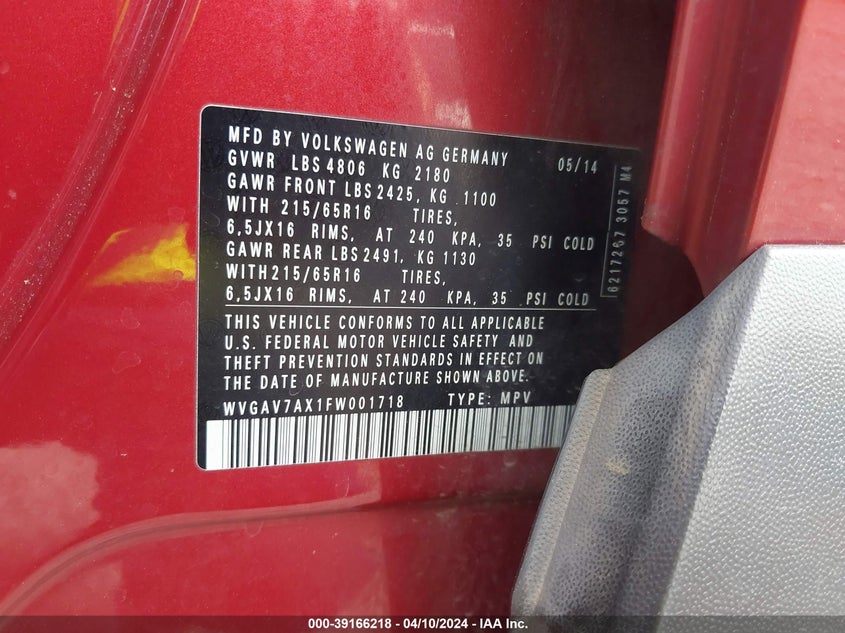 MFD BY VOLKSWAGEN AG GERMANY 05/14
GVWR LBS 4806 KG 2180
GAWR FRONT LBS 2425, KG 1100
WITH 215/65R16 TIRES,
6,5JX16 RIMS, AT 240 KPA, 35 PSI COLD
GAWR REAR LBS 2491, KG 1130
WITH 215/65R16 TIRES,
6,5JX16 RIMS, AT 240 KPA, 35 PSI COLD
THIS VEHICLE CONFORMS TO ALL APPLICABLE
U.S. FEDERAL MOTOR VEHICLE SAFETY AND
THEFT PREVENTION STANDARDS IN EFFECT ON
THE DATE OF MANUFACTURE SHOWN ABOVE.
WVGAV7AX1FW001718 TYPE: MPV
6217267 3057 M4
000-39166218 - 04/10/2024 - IAA Inc.